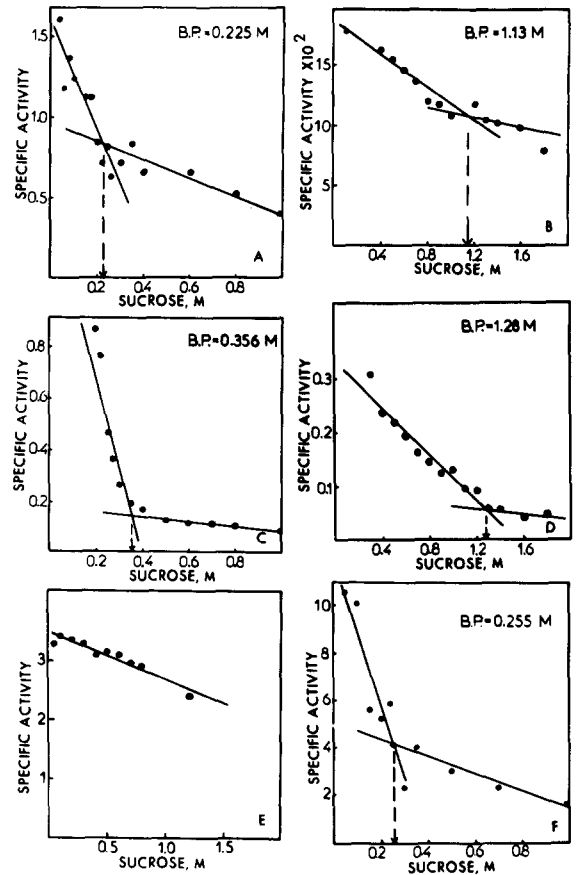 B.P.=0.225 M
SPECIFIC ACTIVITY
1.5
1.0
0.5
0.2 0.4 0.6 0.8
SUCROSE, M
A
B.P.=1.13 M
SPECIFIC ACTIVITY X10²
15
10
5
0.4 0.8 1.2 1.6
SUCROSE, M
B
B.P.=0.356 M
SPECIFIC ACTIVITY
0.8
0.6
0.4
0.2
0.2 0.4 0.6 0.8 1.0
SUCROSE, M
C
B.P.=1.28 M
SPECIFIC ACTIVITY
0.3
0.2
0.1
0.4 0.8 1.2 1.6
SUCROSE, M
D
SPECIFIC ACTIVITY
3
2
1
0.5 1.0 1.5
SUCROSE, M
E
B.P.=0.255 M
SPECIFIC ACTIVITY
10
8
6
4
2
0.2 0.4 0.6 0.8
SUCROSE, M
F